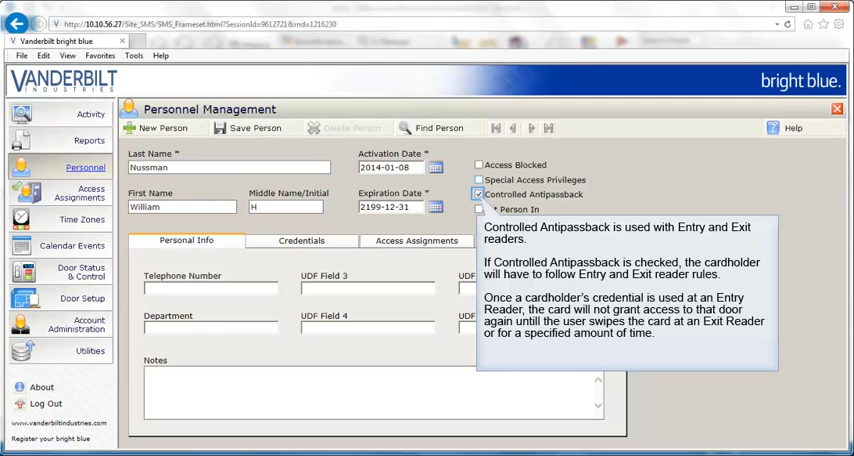 http://10.10.56.27/Site_SMS/SMS_Frameset.html?SessionId=9612721&rnd=1216230
V Vanderbilt bright blue
File Edit View Favorites Tools Help
VANDERBILT
INDUSTRIES
bright blue.
Activity
Reports
Personnel
Access
Assignments
Time Zones
Calendar Events
Door Status
& Control
Door Setup
Account
Administration
Utilities
About
Log Out
www.vanderbiltindustries.com
Register your bright blue
Personnel Management
New Person Save Person Delete Person Find Person Help
Last Name * Activation Date *
Nussman 2014-01-08
First Name Middle Name/Initial Expiration Date *
William H 2199-12-31
Access Blocked
Special Access Privileges
Controlled Antipassback
Person In
Personal Info Credentials Access Assignments
Telephone Number UDF Field 3
Department UDF Field 4
Notes
Controlled Antipassback is used with Entry and Exit
readers.
If Controlled Antipassback is checked, the cardholder
will have to follow Entry and Exit reader rules.
Once a cardholder's credential is used at an Entry
Reader, the card will not grant access to that door
again untill the user swipes the card at an Exit Reader
or for a specified amount of time.